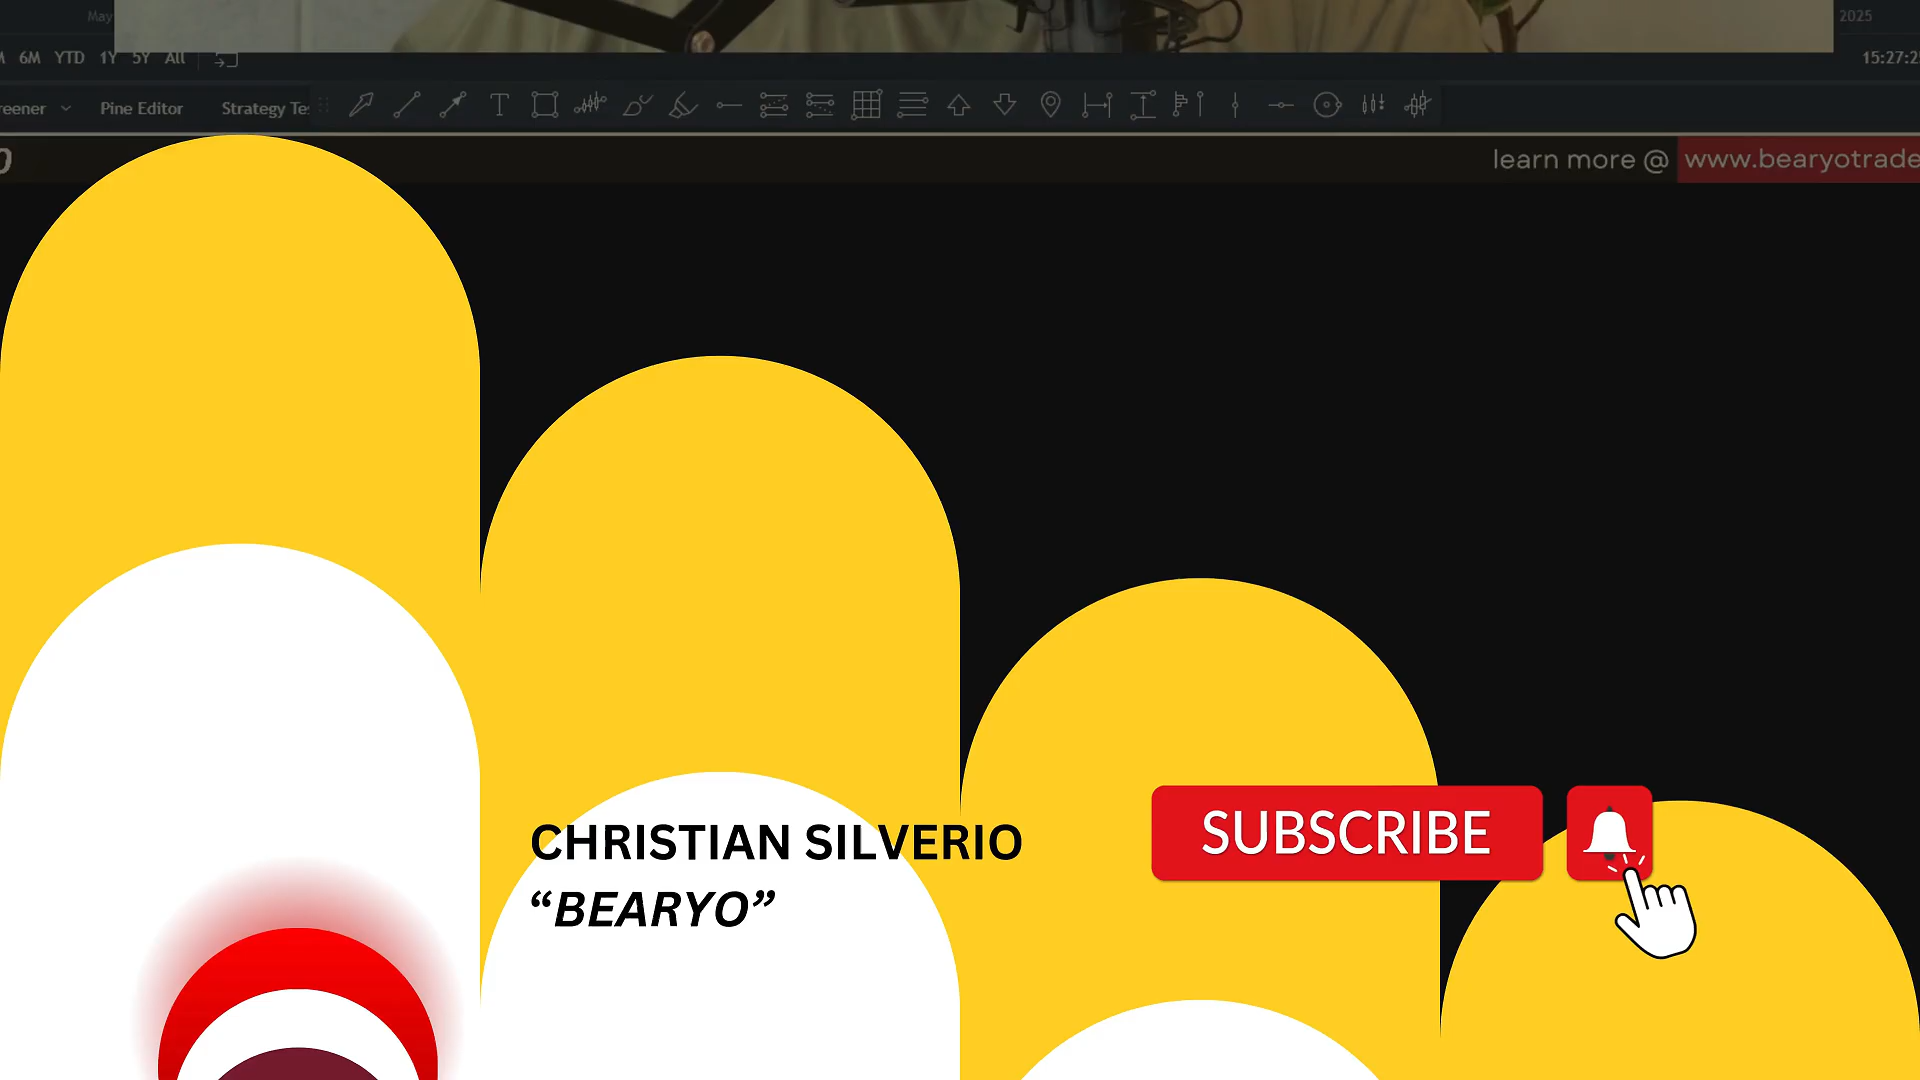 May
2025
6M YTD 1Y 5Y All
15:27:2
reener
Pine Editor
Strategy Te
learn more @ www.bearyotrade
CHRISTIAN SILVERIO
“BEARYO”
SUBSCRIBE